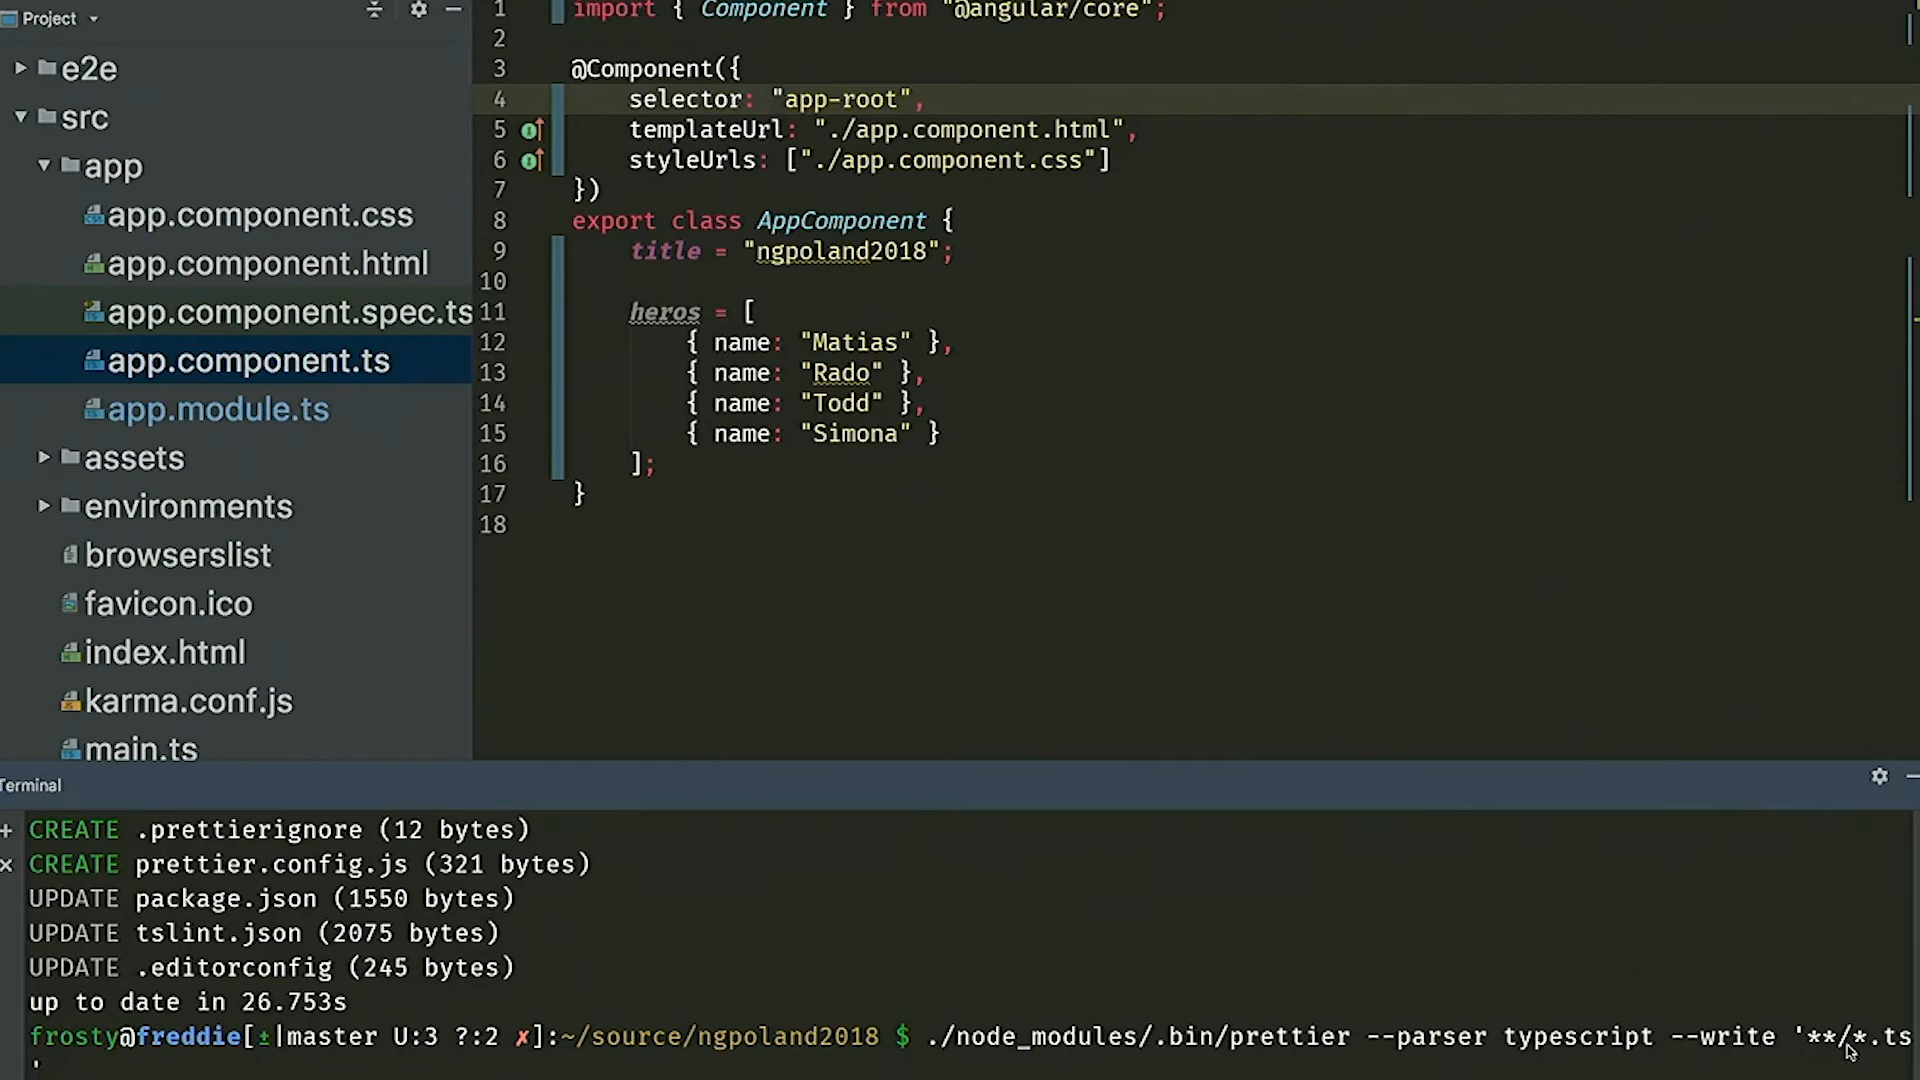 Project
e2e
src
app
app.component.css
app.component.html
app.component.spec.ts
app.component.ts
app.module.ts
assets
environments
browserslist
favicon.ico
index.html
karma.conf.js
main.ts
1 import { Component } from "@angular/core";
2
3 @Component({
4 selector: "app-root",
5 templateUrl: "./app.component.html",
6 styleUrls: ["./app.component.css"]
7 })
8 export class AppComponent {
9 title = "ngpoland2018";
10
11 heros = [
12 { name: "Matias" },
13 { name: "Rado" },
14 { name: "Todd" },
15 { name: "Simona" }
16 ];
17 }
18
Terminal
CREATE .prettierignore (12 bytes)
CREATE prettier.config.js (321 bytes)
UPDATE package.json (1550 bytes)
UPDATE tslint.json (2075 bytes)
UPDATE .editorconfig (245 bytes)
up to date in 26.753s
frosty@freddie[±|master U:3 ?:2 ✗]:~/source/ngpoland2018 $ ./node_modules/.bin/prettier --parser typescript --write '**/*.ts
'